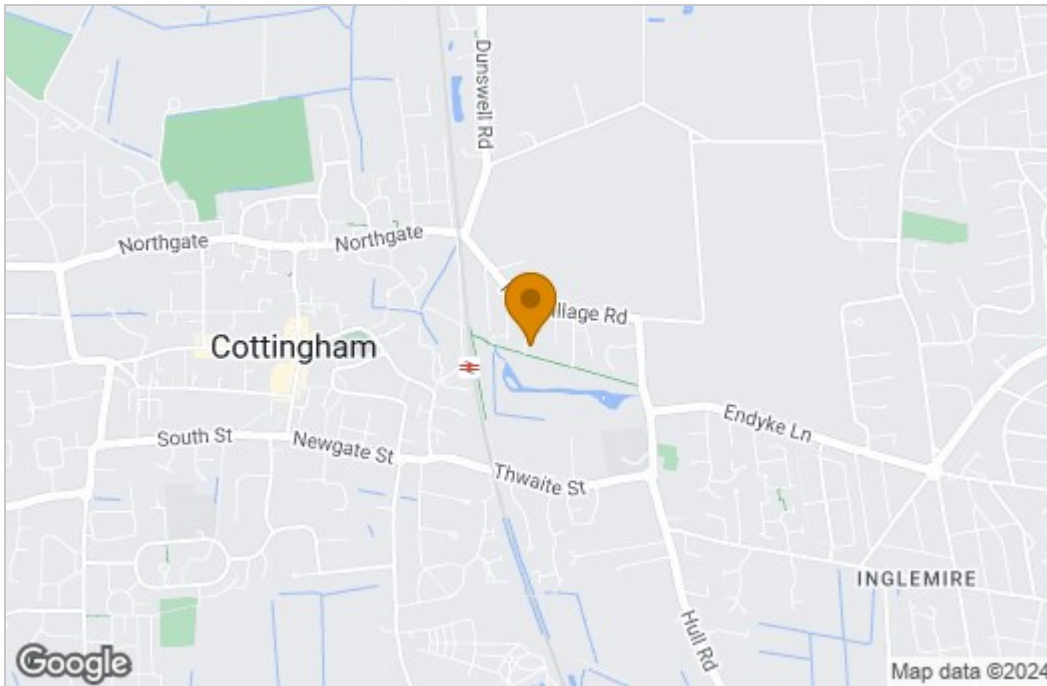 Dunswell Rd
Northgate
Northgate
illage Rd
Cottingham
Endyke Ln
South St
Newgate St
Thwaite St
INGLEMIRE
Hull Rd
Google
Map data ©2024